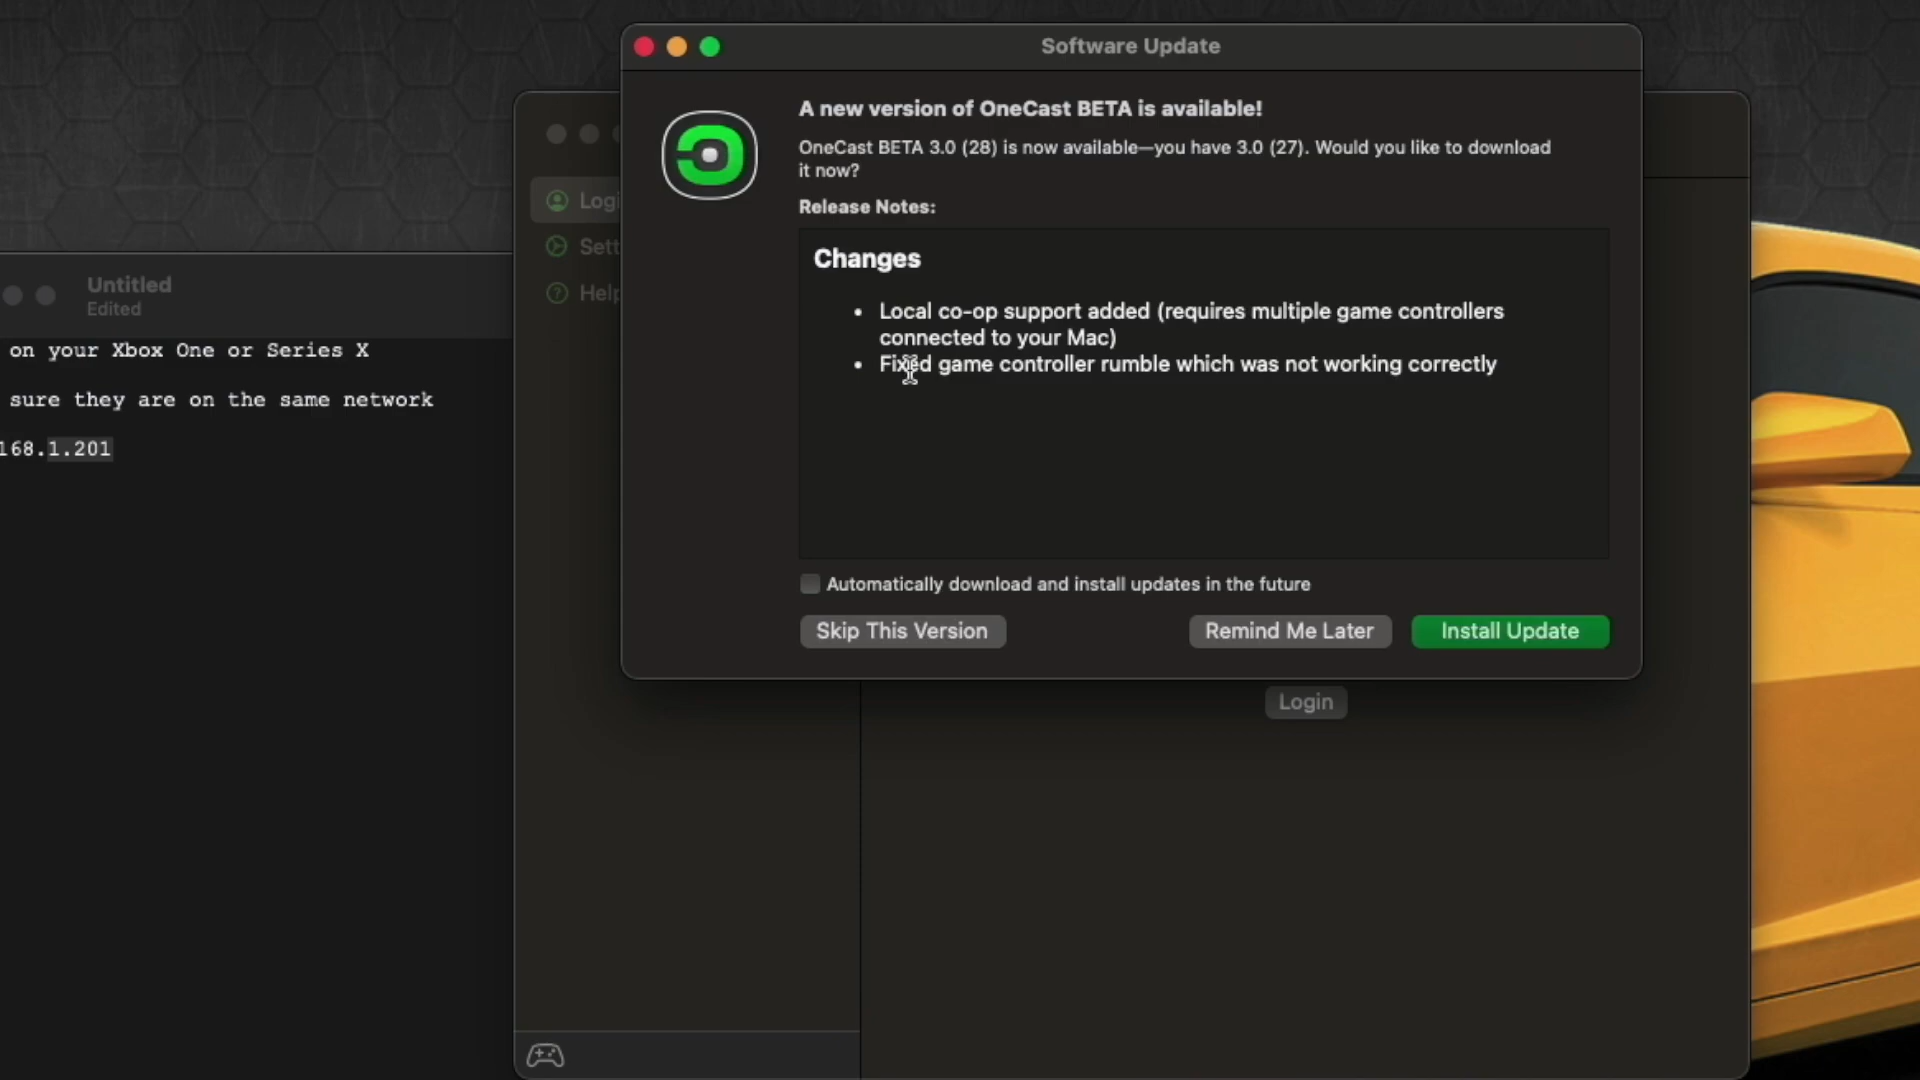 Software Update
A new version of OneCast BETA is available!
OneCast BETA 3.0 (28) is now available—you have 3.0 (27). Would you like to download
it now?
Release Notes:
Changes
• Local co-op support added (requires multiple game controllers
connected to your Mac)
• Fixed game controller rumble which was not working correctly
Automatically download and install updates in the future
Skip This Version
Remind Me Later
Install Update
Login
Logi
Sett
Help
Untitled
Edited
on your Xbox One or Series X
sure they are on the same network
168.1.201